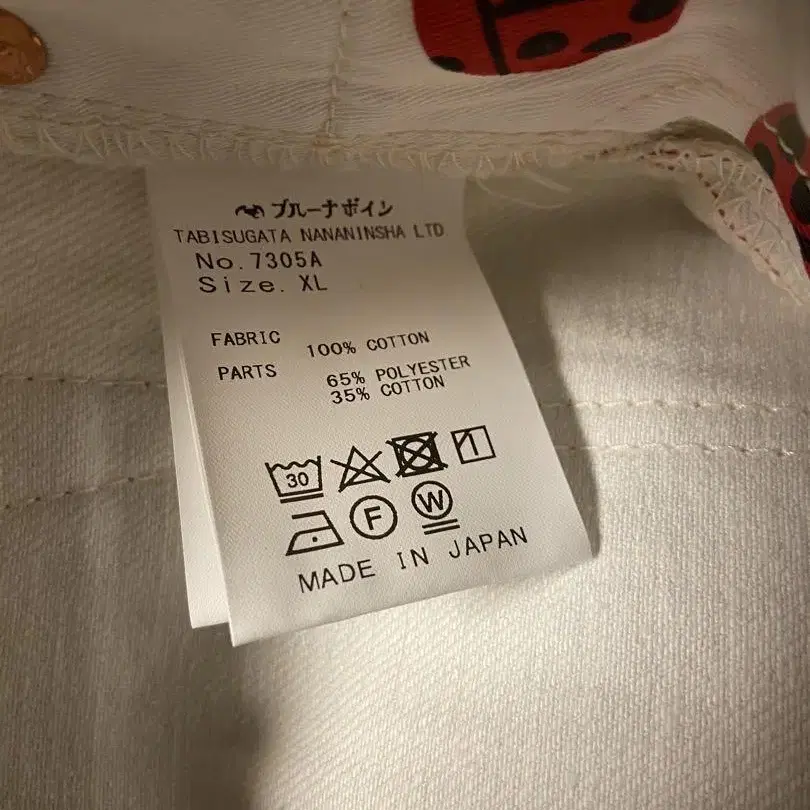 ブルーナボイン
TABISUGATA NANANINSHA LTD
No.7305A
Size. XL
FABRIC 100% COTTON
PARTS 65% POLYESTER
35% COTTON
30
1
F W
MADE IN JAPAN